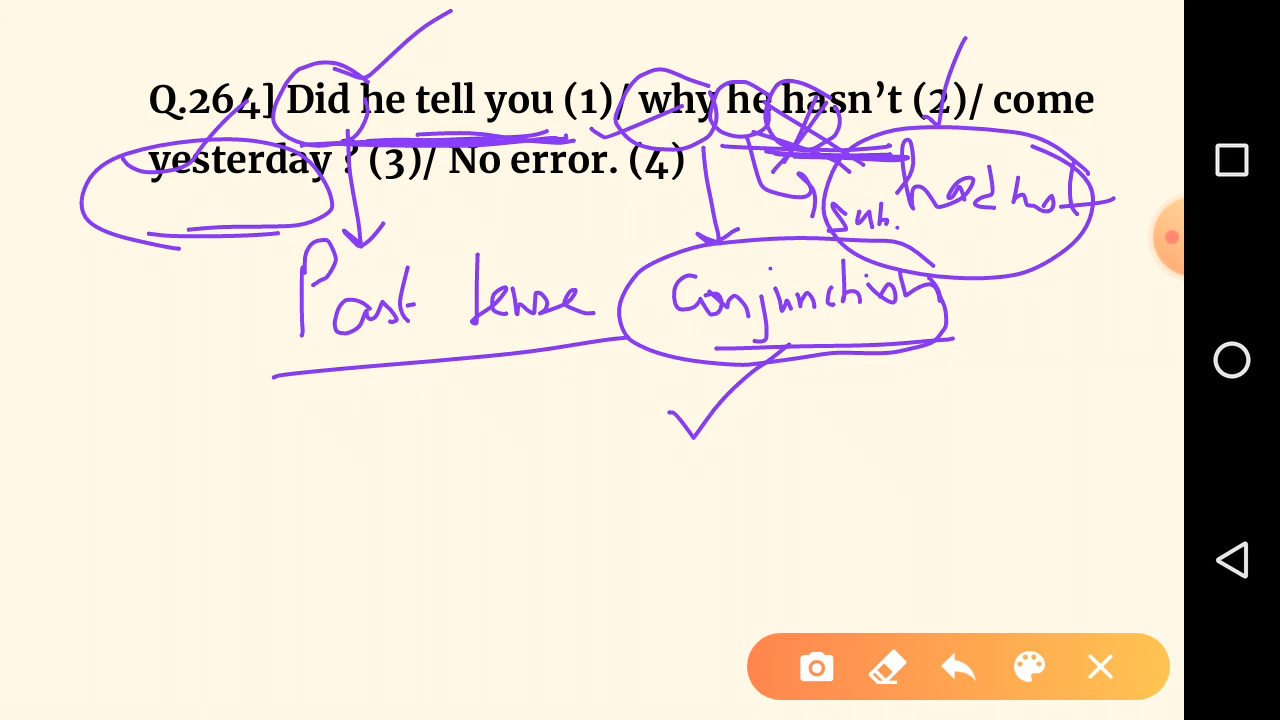 Q.264] Did he tell you (1)/ why he hasn’t (2)/ come
yesterday ? (3)/ No error. (4)
had not
Sub.
Past tense
Conjunction